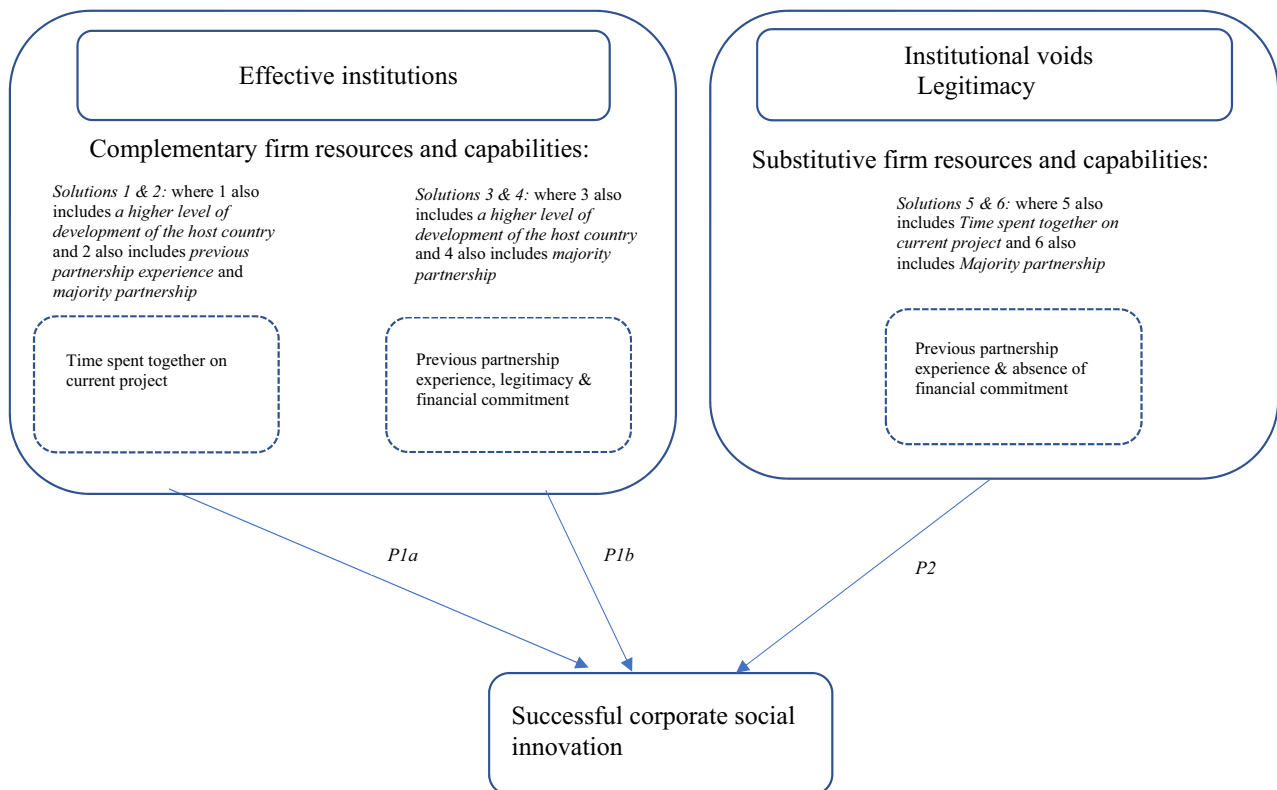 Effective institutions
Complementary firm resources and capabilities:
Solutions 1 & 2: where 1 also
includes a higher level of
development of the host country
and 2 also includes previous
partnership experience and
majority partnership
Time spent together on
current project
Solutions 3 & 4: where 3 also
includes a higher level of
development of the host country
and 4 also includes majority
partnership
Previous partnership
experience, legitimacy &
financial commitment
Institutional voids
Legitimacy
Substitutive firm resources and capabilities:
Solutions 5 & 6: where 5 also
includes Time spent together on
current project and 6 also
includes Majority partnership
Previous partnership
experience & absence of
financial commitment
P1a
P1b
P2
Successful corporate social
innovation